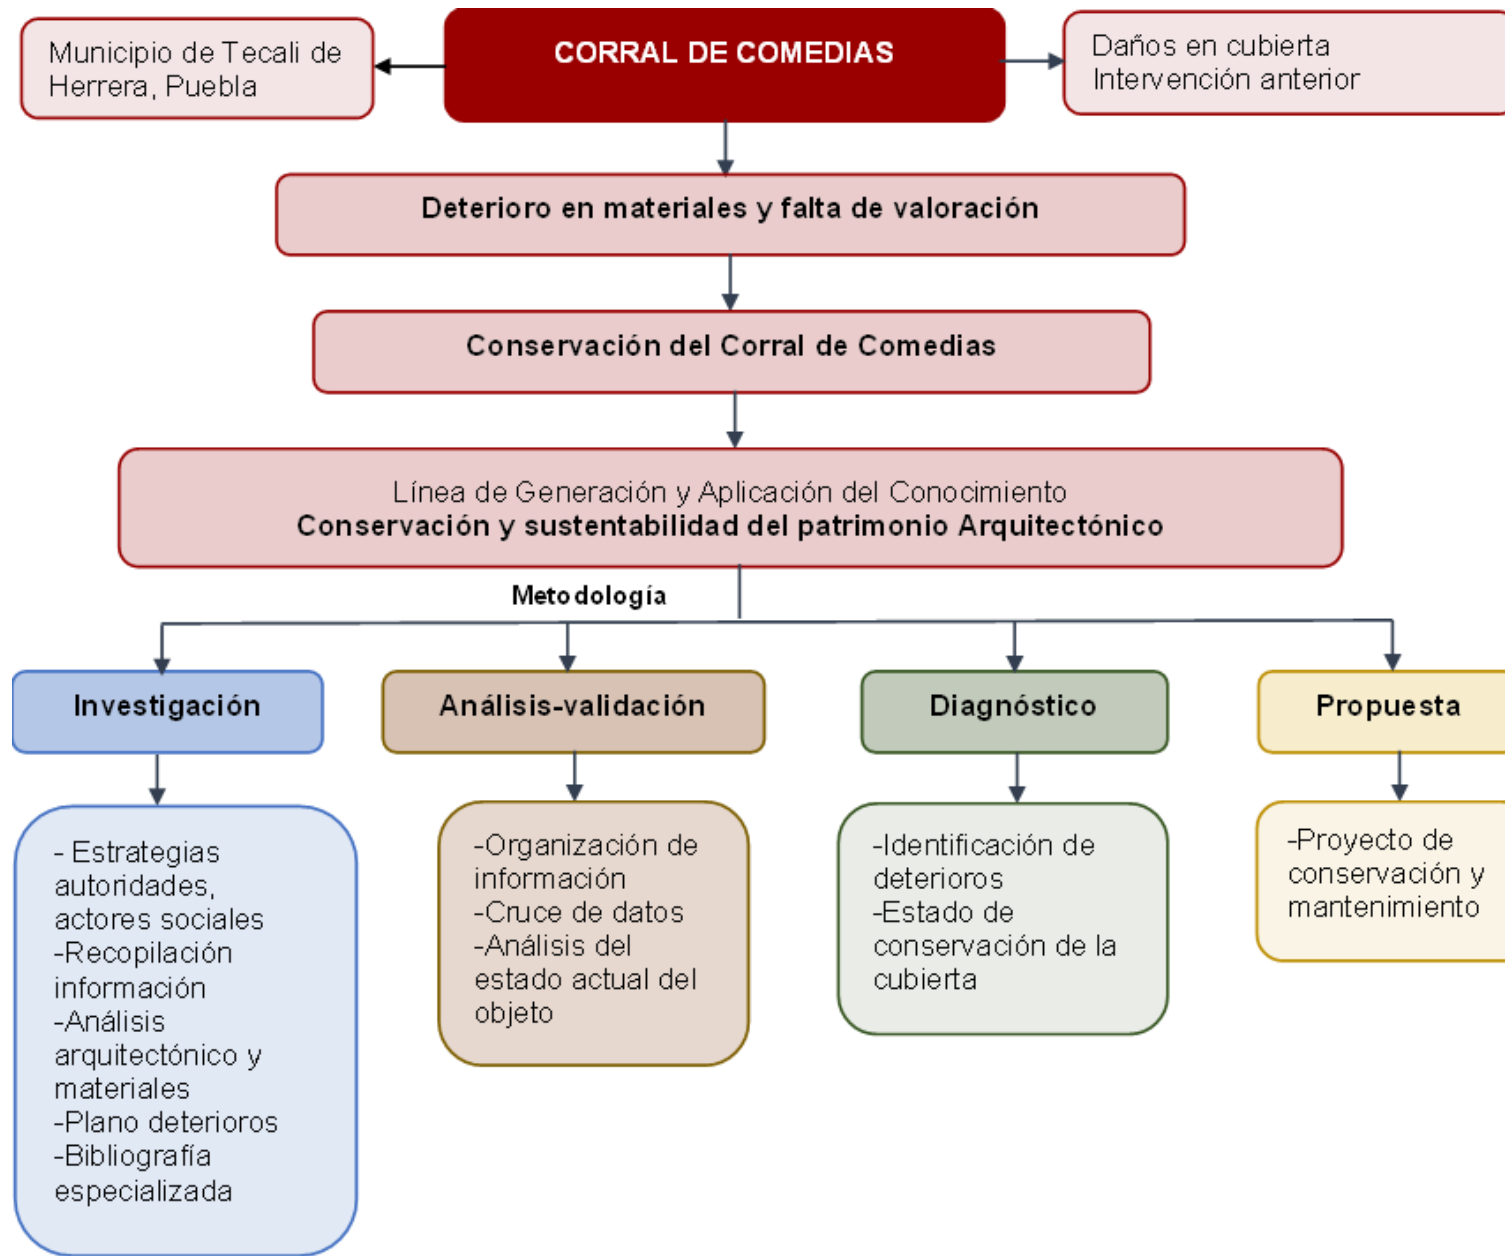 Municipio de Tecali de
Herrera, Puebla
CORRAL DE COMEDIAS
Daños en cubierta
Intervención anterior
Deterioro en materiales y falta de valoración
Conservación del Corral de Comedias
Línea de Generación y Aplicación del Conocimiento
Conservación y sustentabilidad del patrimonio Arquitectónico
Metodología
Investigación
Análisis-validación
Diagnóstico
Propuesta
- Estrategias
autoridades,
actores sociales
-Recopilación
información
-Análisis
arquitectónico y
materiales
-Plano deterioros
-Bibliografía
especializada
-Organización de
información
-Cruce de datos
-Análisis del
estado actual del
objeto
-Identificación de
deterioros
-Estado de
conservación de la
cubierta
-Proyecto de
conservación y
mantenimiento